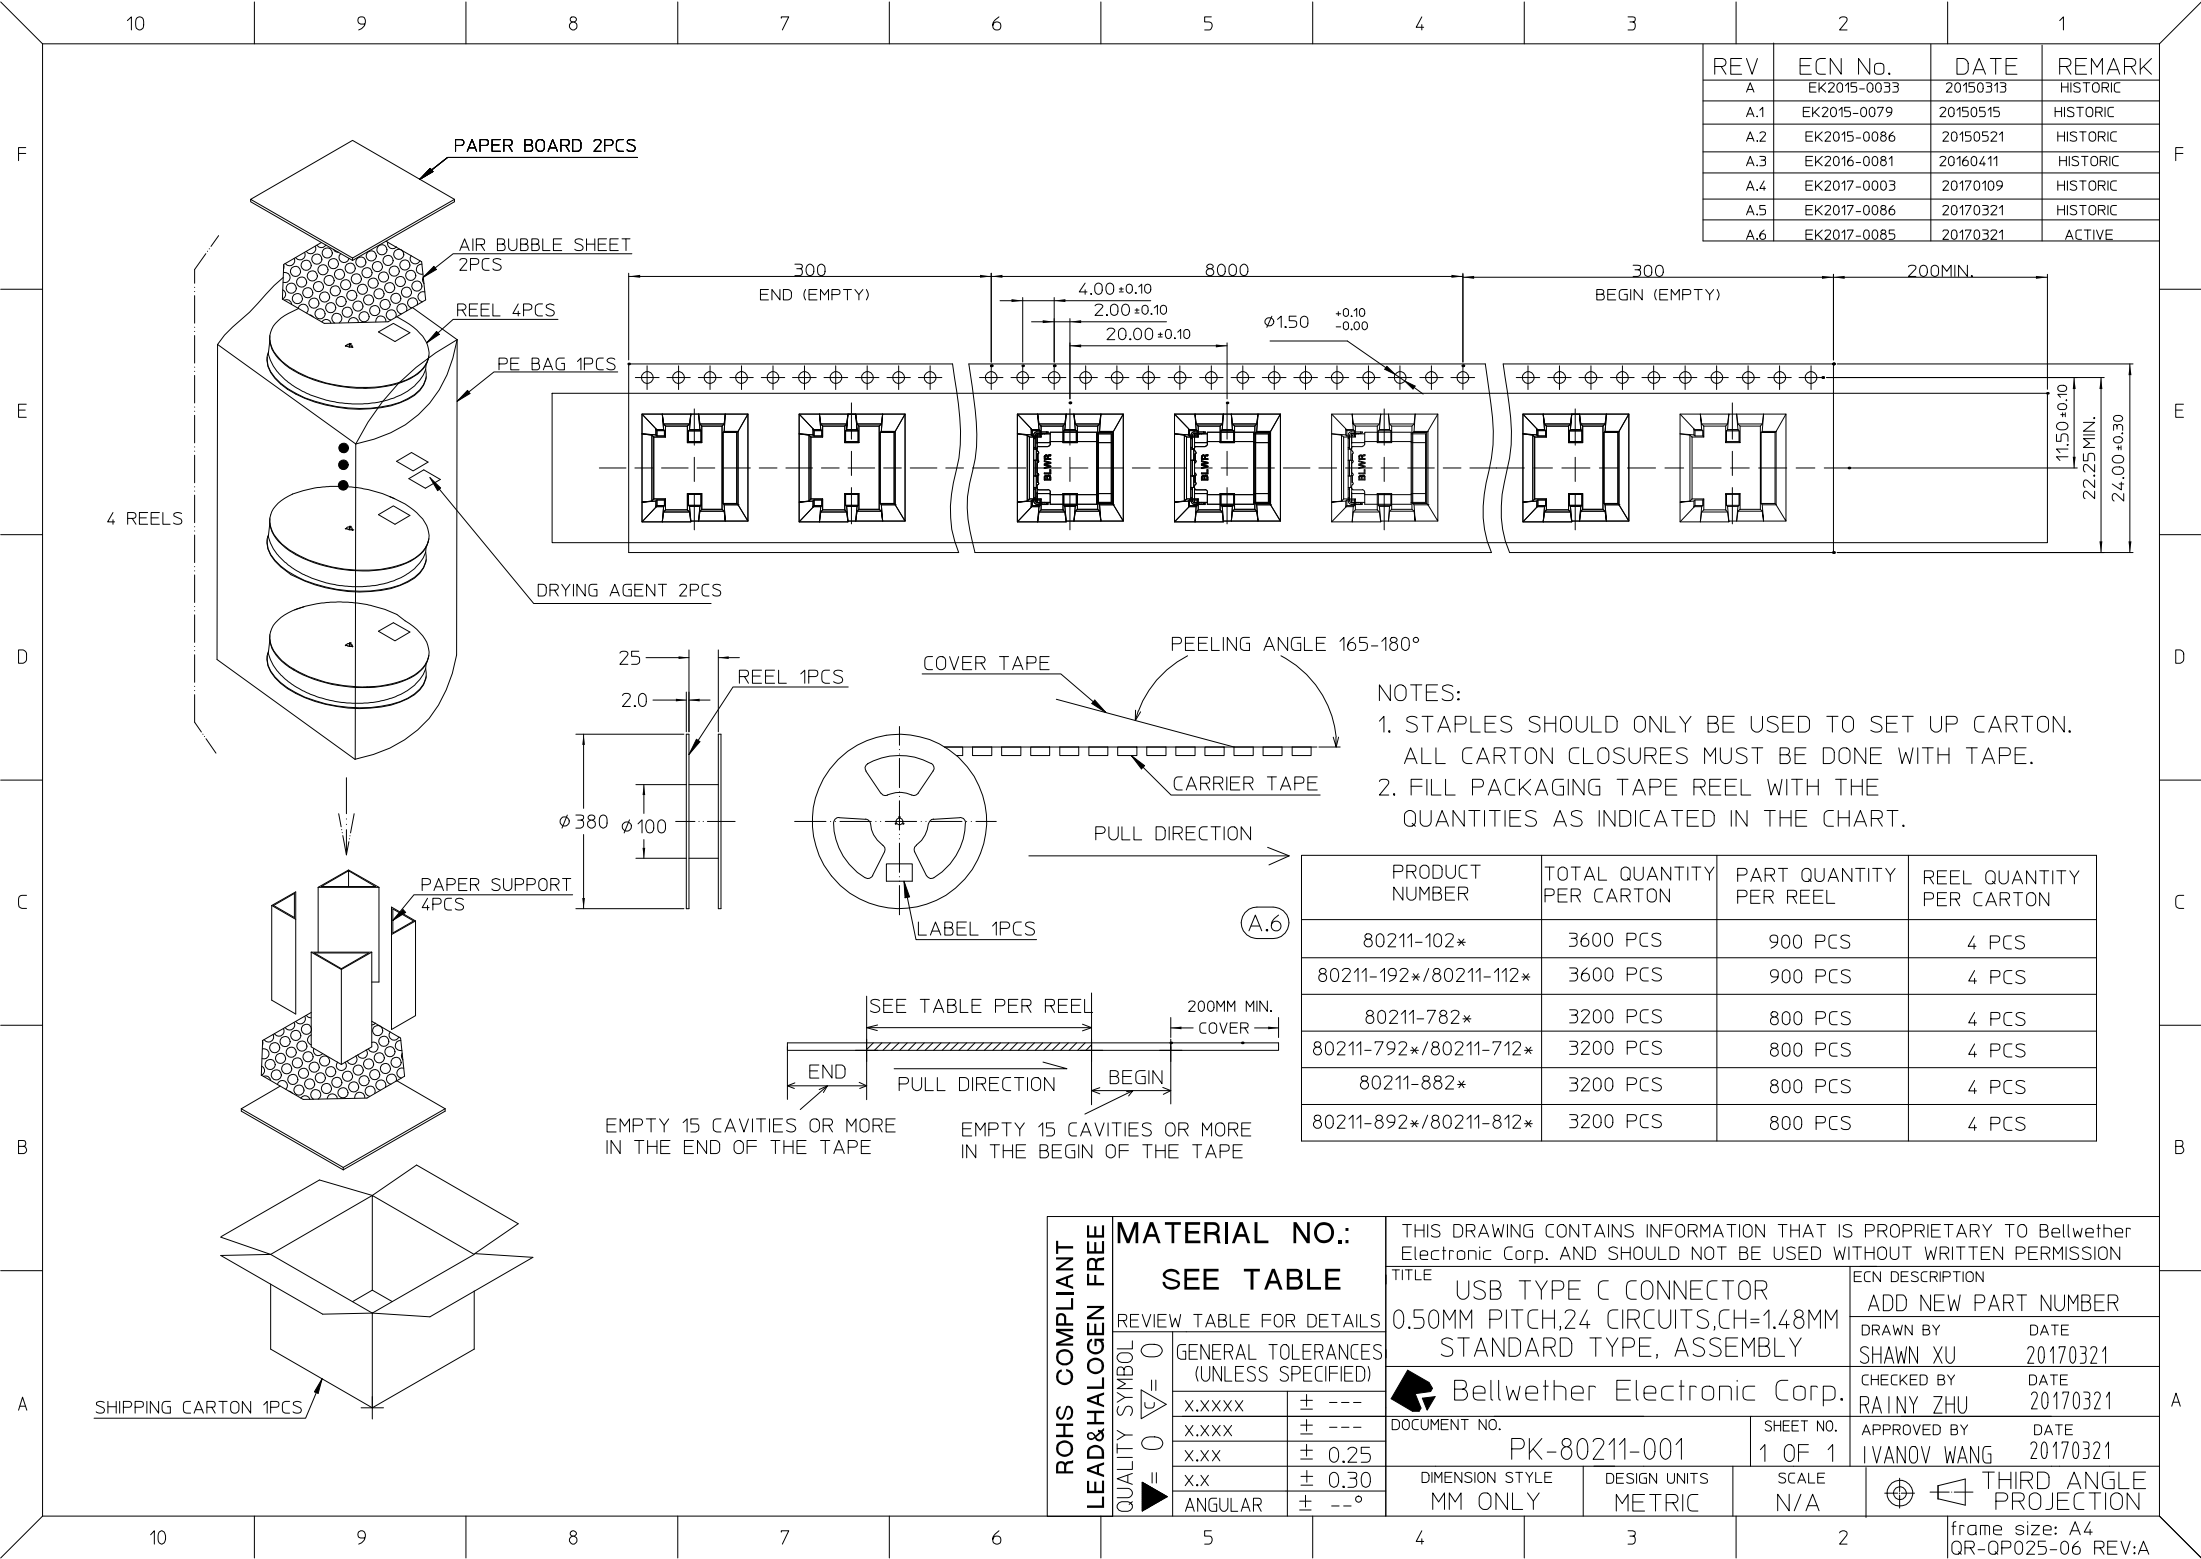 10 9 8 7 6 5 4 3 2 1
REV ECN No. DATE REMARK
A EK2015-0033 20150313 HISTORIC
A.1 EK2015-0079 20150515 HISTORIC
A.2 EK2015-0086 20150521 HISTORIC
A.3 EK2016-0081 20160411 HISTORIC
A.4 EK2017-0003 20170109 HISTORIC
A.5 EK2017-0086 20170321 HISTORIC
A.6 EK2017-0085 20170321 ACTIVE
F F
E E
D D
C C
B B
A A
PAPER BOARD 2PCS
AIR BUBBLE SHEET
2PCS
REEL 4PCS
PE BAG 1PCS
4 REELS
DRYING AGENT 2PCS
300 8000 300 200MIN.
END (EMPTY) BEGIN (EMPTY)
4.00±0.10
2.00±0.10
20.00±0.10
Ø1.50 +0.10
-0.00
BLWR BLWR BLWR
11.50±0.10
22.25MIN.
24.00±0.30
25
REEL 1PCS
2.0
Ø380 Ø100
COVER TAPE
PEELING ANGLE 165-180°
CARRIER TAPE
PULL DIRECTION
LABEL 1PCS
NOTES:
1. STAPLES SHOULD ONLY BE USED TO SET UP CARTON.
ALL CARTON CLOSURES MUST BE DONE WITH TAPE.
2. FILL PACKAGING TAPE REEL WITH THE
QUANTITIES AS INDICATED IN THE CHART.
PAPER SUPPORT
4PCS
SHIPPING CARTON 1PCS
SEE TABLE PER REEL
200MM MIN.
COVER
END
PULL DIRECTION
BEGIN
EMPTY 15 CAVITIES OR MORE
IN THE END OF THE TAPE
EMPTY 15 CAVITIES OR MORE
IN THE BEGIN OF THE TAPE
A.6
PRODUCT NUMBER TOTAL QUANTITY PER CARTON PART QUANTITY PER REEL REEL QUANTITY PER CARTON
80211-102* 3600 PCS 900 PCS 4 PCS
80211-192*/80211-112* 3600 PCS 900 PCS 4 PCS
80211-782* 3200 PCS 800 PCS 4 PCS
80211-792*/80211-712* 3200 PCS 800 PCS 4 PCS
80211-882* 3200 PCS 800 PCS 4 PCS
80211-892*/80211-812* 3200 PCS 800 PCS 4 PCS
ROHS COMPLIANT
LEAD&HALOGEN FREE
MATERIAL NO.:
SEE TABLE
REVIEW TABLE FOR DETAILS
QUALITY SYMBOL
▼= 0 C= 0
GENERAL TOLERANCES
(UNLESS SPECIFIED)
X.XXXX ± ---
X.XXX ± ---
X.XX ± 0.25
X.X ± 0.30
ANGULAR ± --°
THIS DRAWING CONTAINS INFORMATION THAT IS PROPRIETARY TO Bellwether
Electronic Corp. AND SHOULD NOT BE USED WITHOUT WRITTEN PERMISSION
TITLE
USB TYPE C CONNECTOR
0.50MM PITCH,24 CIRCUITS,CH=1.48MM
STANDARD TYPE, ASSEMBLY
ECN DESCRIPTION
ADD NEW PART NUMBER
DRAWN BY DATE
SHAWN XU 20170321
CHECKED BY DATE
RAINY ZHU 20170321
APPROVED BY DATE
IVANOV WANG 20170321
Bellwether Electronic Corp.
DOCUMENT NO.
PK-80211-001
SHEET NO.
1 OF 1
DIMENSION STYLE
MM ONLY
DESIGN UNITS
METRIC
SCALE
N/A
THIRD ANGLE
PROJECTION
10 9 8 7 6 5 4 3 2
frame size: A4
QR-QP025-06 REV:A